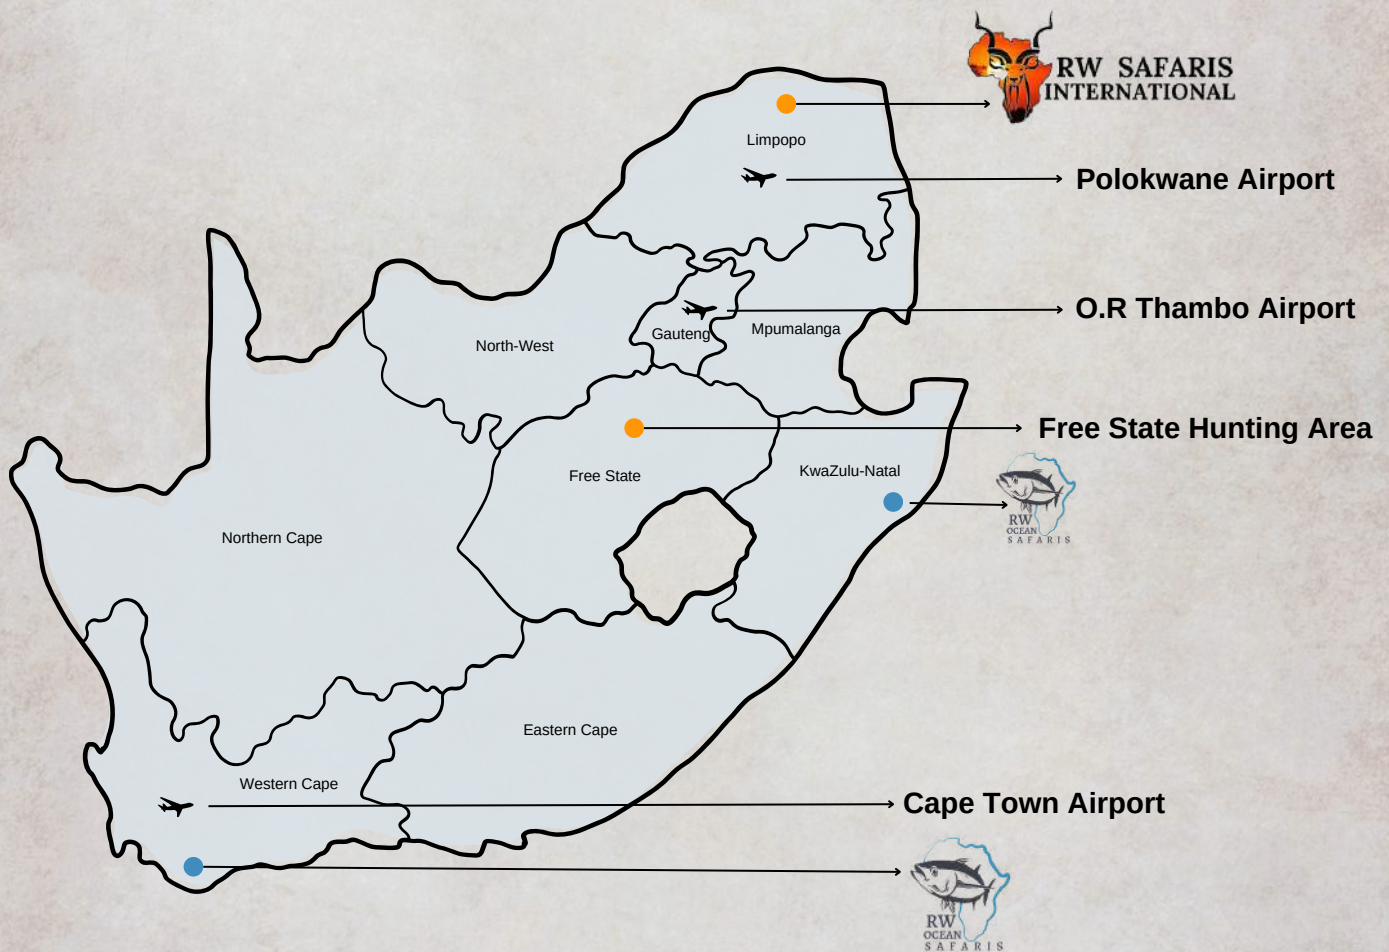 RW SAFARIS
INTERNATIONAL
Limpopo
Polokwane Airport
O.R Thambo Airport
Gauteng
Mpumalanga
North-West
Free State Hunting Area
KwaZulu-Natal
Free State
RW
OCEAN
SAFARIS
Northern Cape
Eastern Cape
Western Cape
Cape Town Airport
RW
OCEAN
SAFARIS